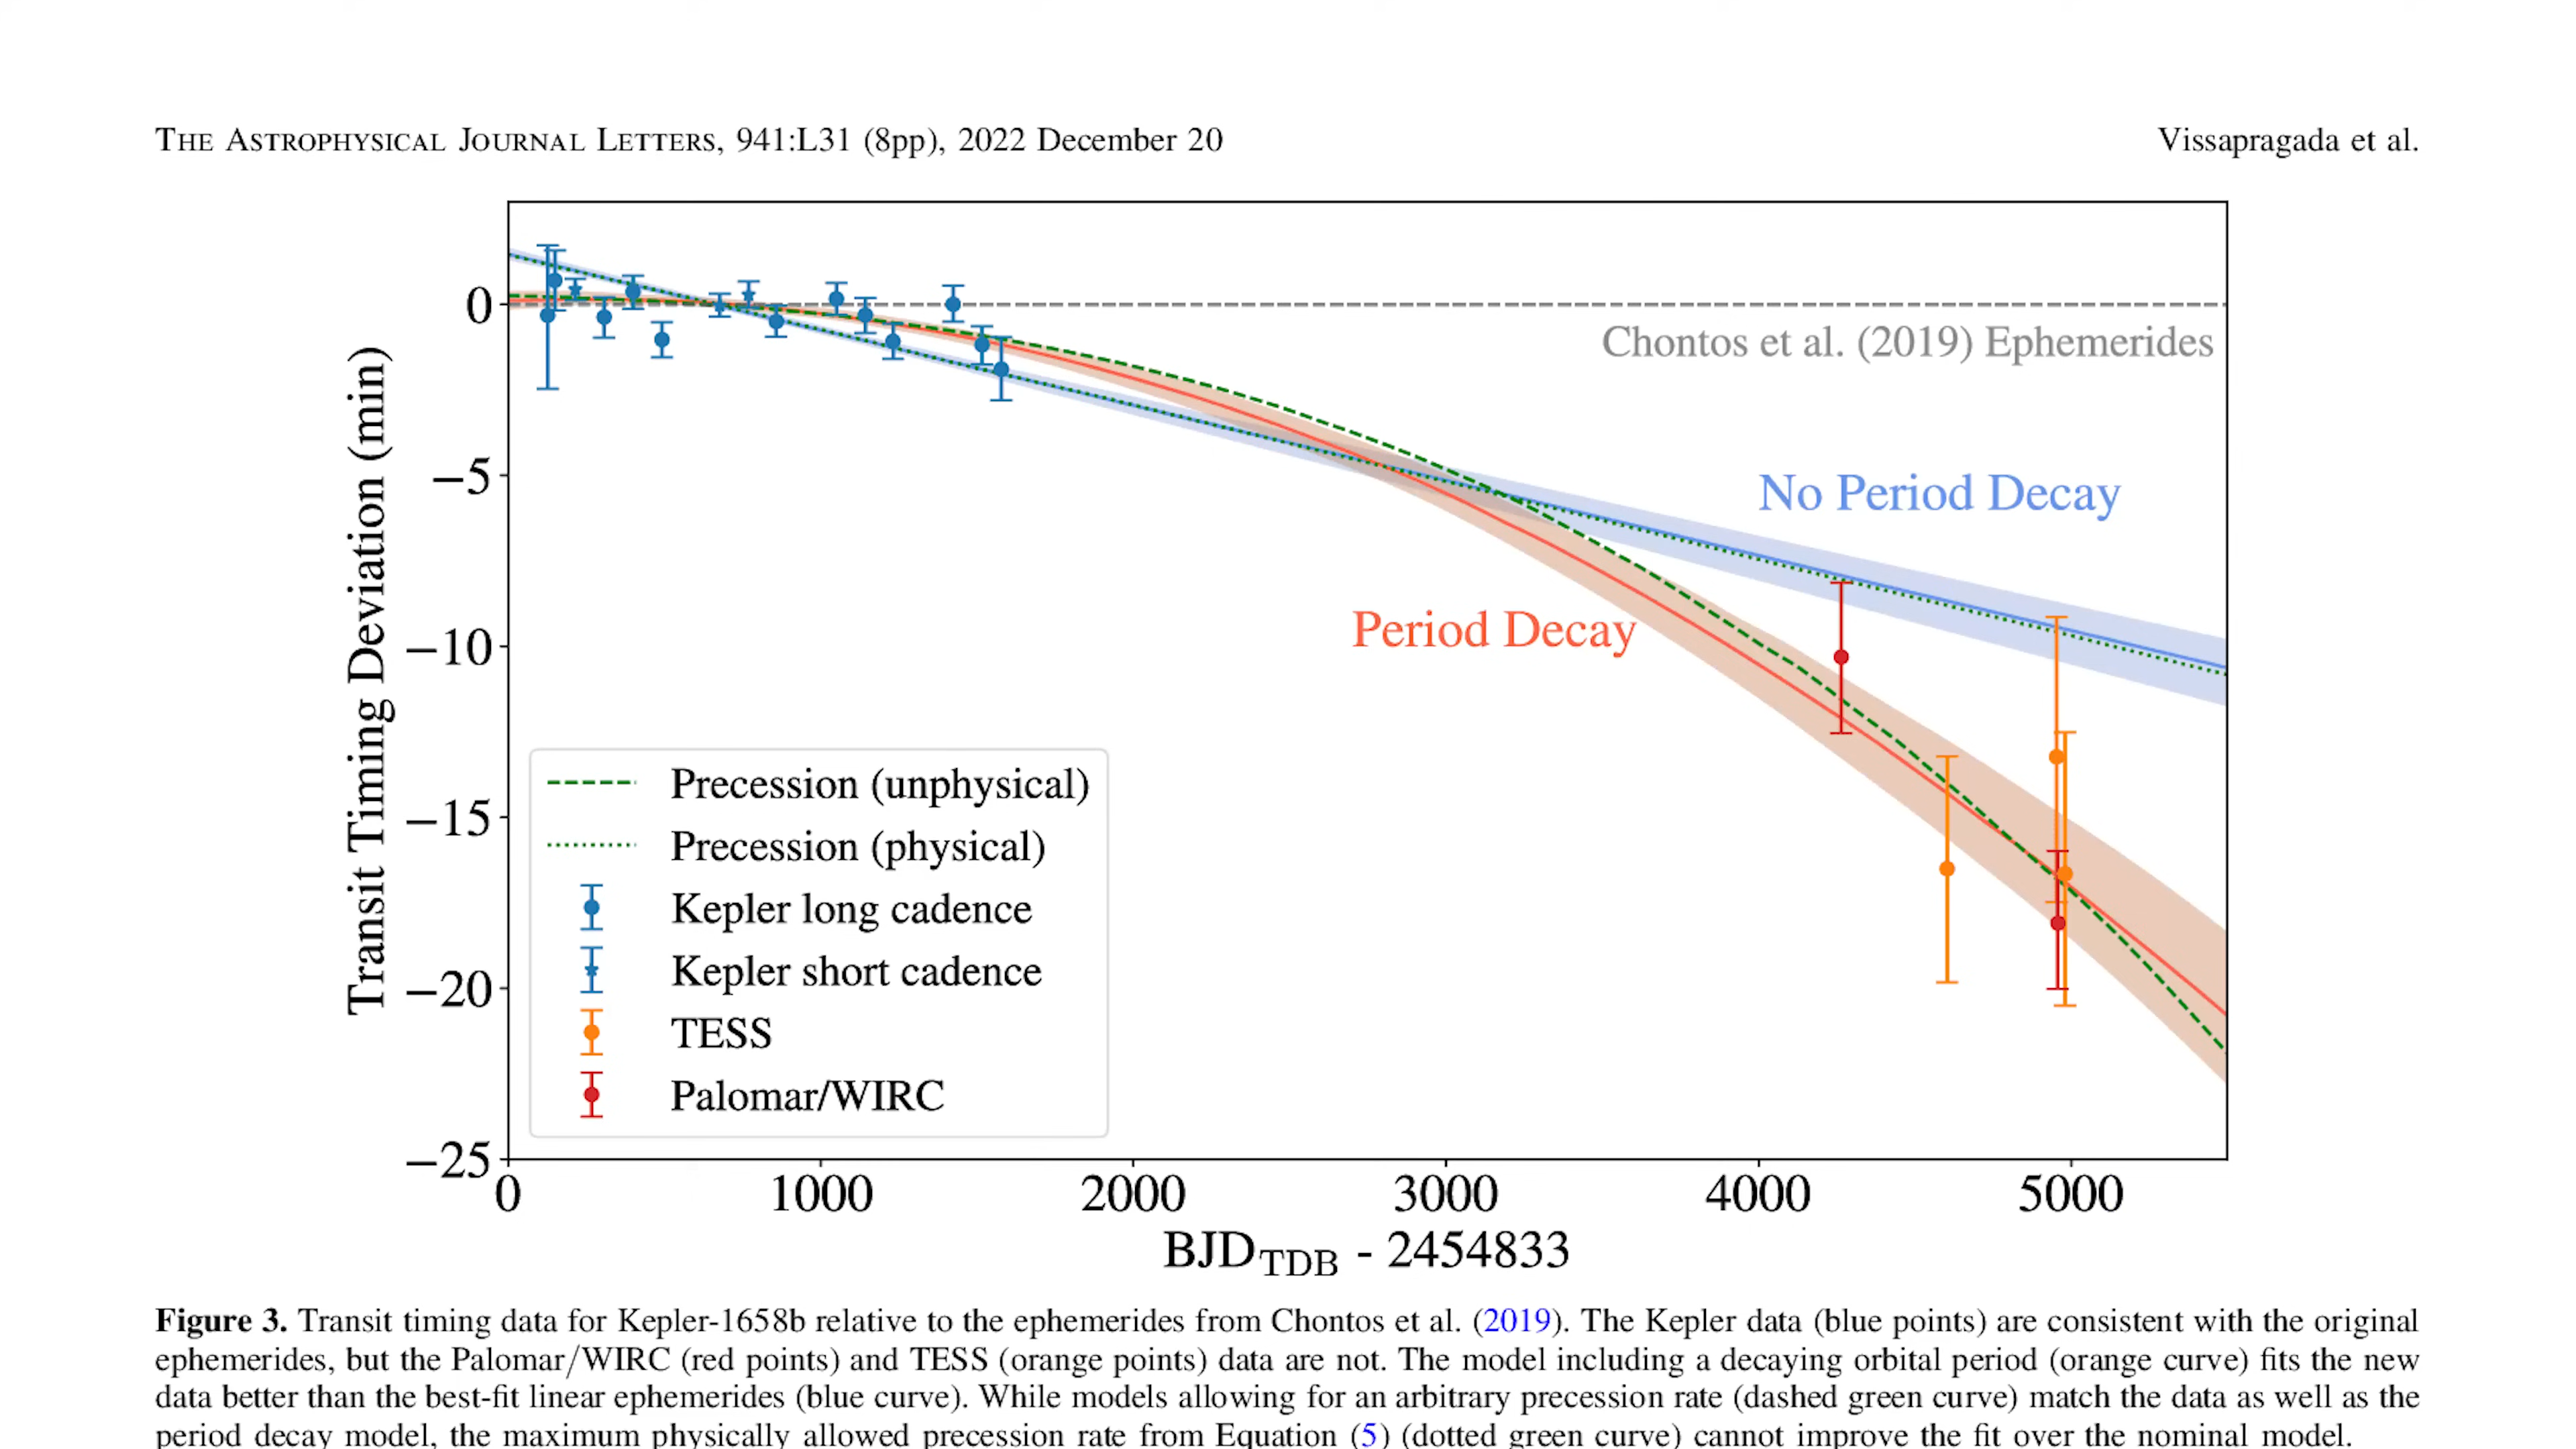 THE ASTROPHYSICAL JOURNAL LETTERS, 941:L31 (8pp), 2022 December 20
Vissapragada et al.
Transit Timing Deviation (min)
0
−5
−10
−15
−20
−25
Chontos et al. (2019) Ephemerides
No Period Decay
Period Decay
Precession (unphysical)
Precession (physical)
Kepler long cadence
Kepler short cadence
TESS
Palomar/WIRC
0 1000 2000 3000 4000 5000
BJD_TDB - 2454833
Figure 3. Transit timing data for Kepler-1658b relative to the ephemerides from Chontos et al. (2019). The Kepler data (blue points) are consistent with the original
ephemerides, but the Palomar/WIRC (red points) and TESS (orange points) data are not. The model including a decaying orbital period (orange curve) fits the new
data better than the best-fit linear ephemerides (blue curve). While models allowing for an arbitrary precession rate (dashed green curve) match the data as well as the
period decay model, the maximum physically allowed precession rate from Equation (5) (dotted green curve) cannot improve the fit over the nominal model.